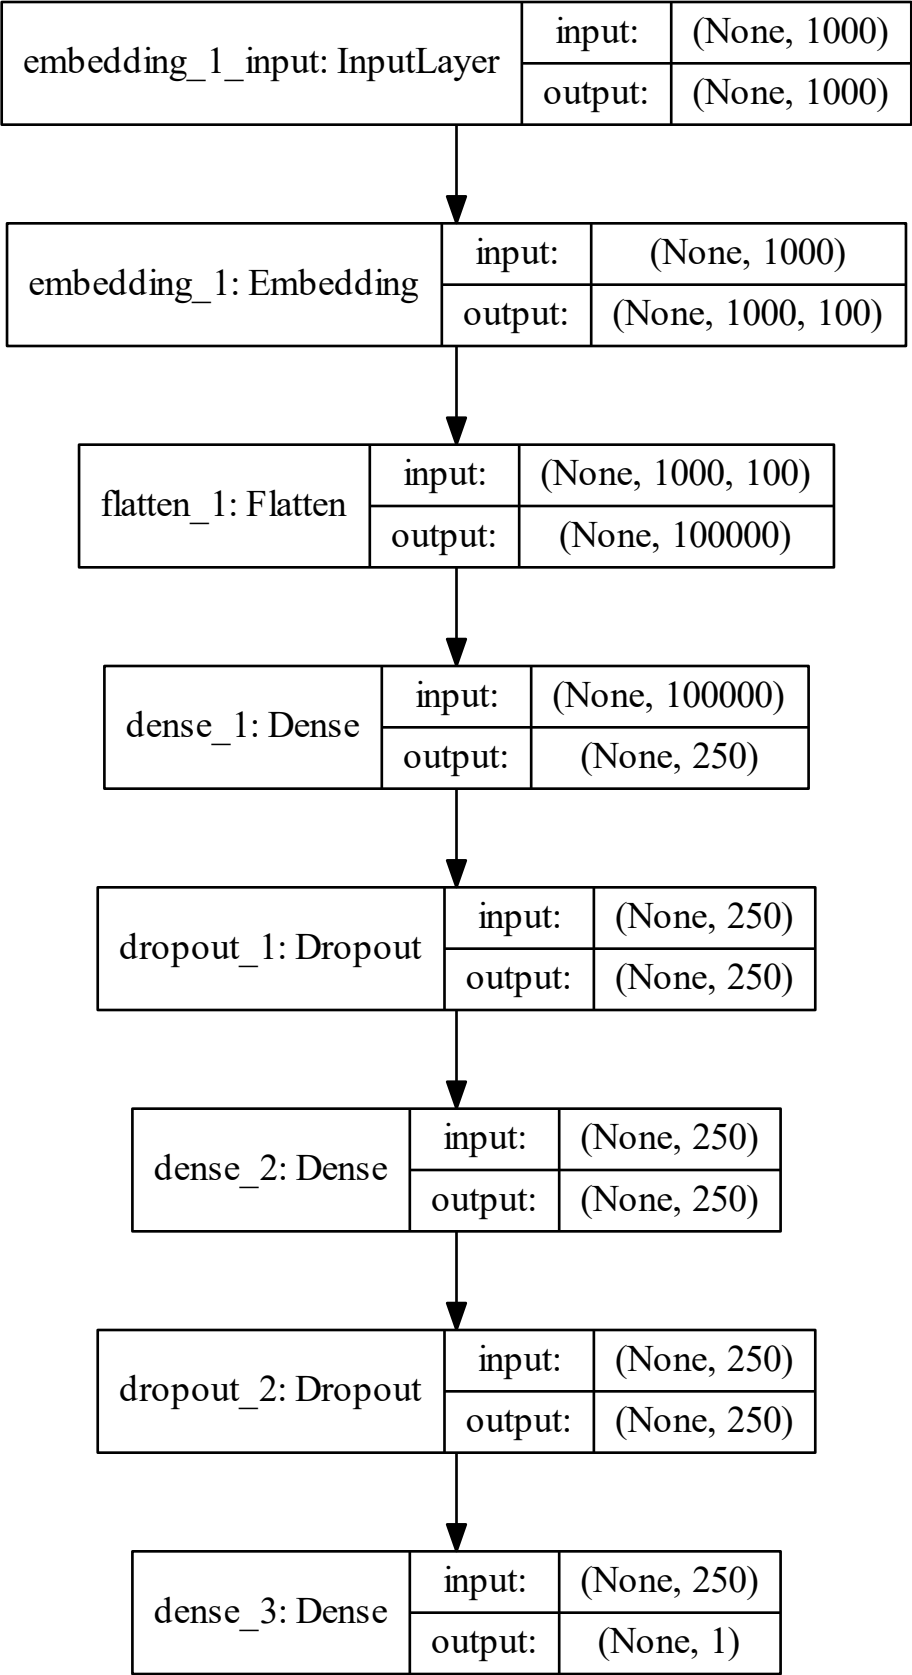 embedding_1_input: InputLayer
input: (None, 1000)
output: (None, 1000)
embedding_1: Embedding
input: (None, 1000)
output: (None, 1000, 100)
flatten_1: Flatten
input: (None, 1000, 100)
output: (None, 100000)
dense_1: Dense
input: (None, 100000)
output: (None, 250)
dropout_1: Dropout
input: (None, 250)
output: (None, 250)
dense_2: Dense
input: (None, 250)
output: (None, 250)
dropout_2: Dropout
input: (None, 250)
output: (None, 250)
dense_3: Dense
input: (None, 250)
output: (None, 1)